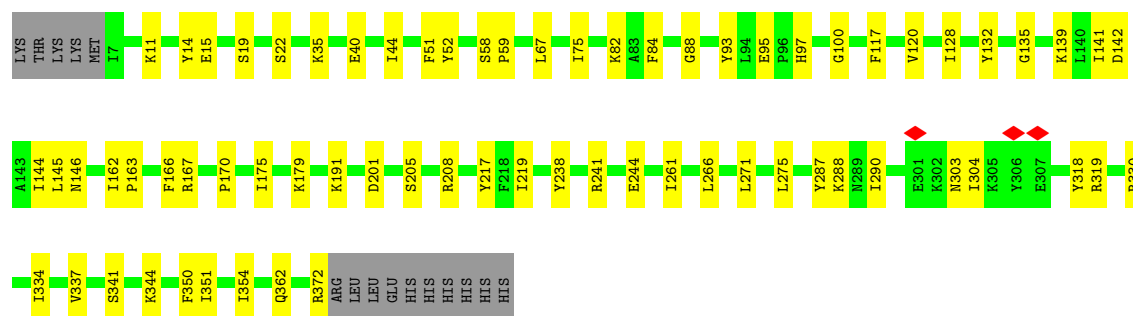 LYS THR LYS LYS MET I7 K11 Y14 E15 S19 S22 K35 E40 I44 F51 Y52 S58 P59 L67 I75 K82 A83 F84 G88 Y93 L94 E95 P96 H97 G100 F117 V120 I128 Y132 G135 K139 L140 I141 D142
A143 I144 L145 N146 I162 P163 F166 R167 P170 I175 K179 K191 D201 S205 R208 Y217 F218 I219 Y238 R241 E244 I261 L266 L271 L275 Y287 K288 N289 I290 E301 K302 N303 I304 K305 Y306 E307 Y318 R319
I334 V337 S341 K344 F350 I351 I354 Q362 R372 ARG LEU LEU GLU HIS HIS HIS HIS HIS HIS